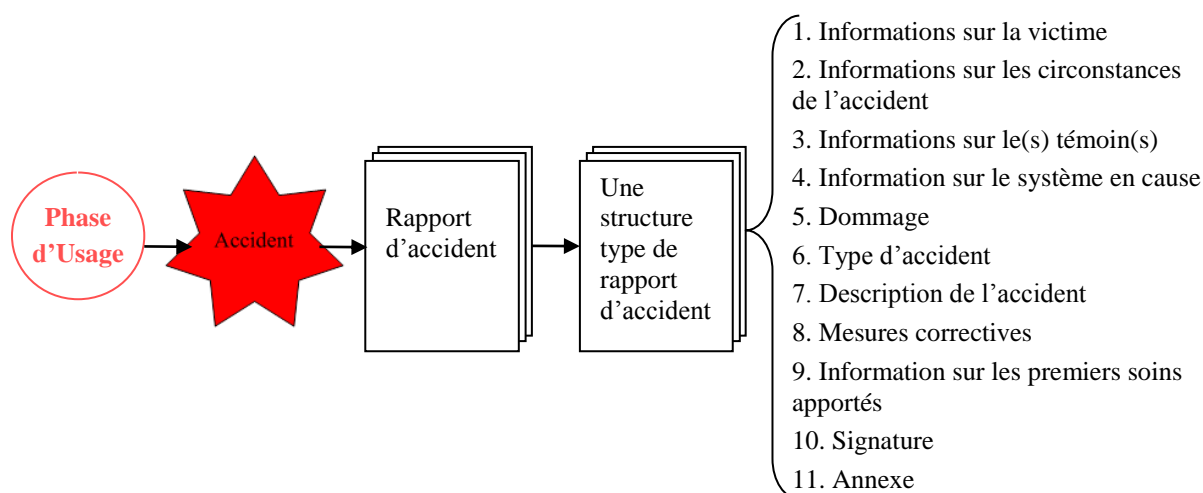 Phase
d’Usage
Accident
Rapport
d’accident
Une
structure
type de
rapport
d’accident
1. Informations sur la victime
2. Informations sur les circonstances
de l’accident
3. Informations sur le(s) témoin(s)
4. Information sur le système en cause
5. Dommage
6. Type d’accident
7. Description de l’accident
8. Mesures correctives
9. Information sur les premiers soins
apportés
10. Signature
11. Annexe